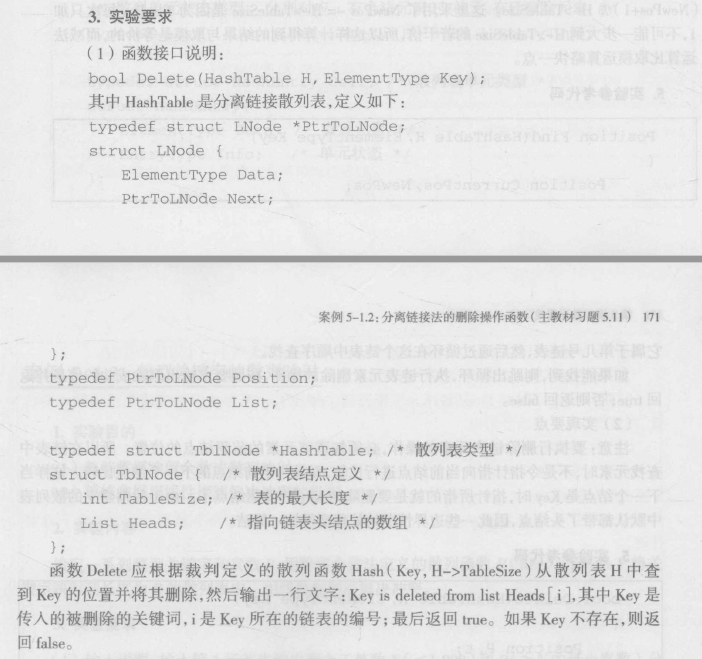 3. 实验要求
（1）函数接口说明：
bool Delete(HashTable H, ElementType Key);
其中 HashTable 是分离链接散列表，定义如下：
typedef struct LNode *PtrToLNode;
struct LNode {
ElementType Data;
PtrToLNode Next;
案例 5-1.2：分离链接法的删除操作函数（主教材习题 5.11） 171
};
typedef PtrToLNode Position;
typedef PtrToLNode List;
typedef struct TblNode *HashTable; /* 散列表类型 */
struct TblNode { /* 散列表结点定义 */
int TableSize; /* 表的最大长度 */
List Heads; /* 指向链表头结点的数组 */
};
函数 Delete 应根据裁判定义的散列函数 Hash(Key, H->TableSize)从散列表 H 中查
到 Key 的位置并将其删除，然后输出一行文字：Key is deleted from list Heads[i]，其中 Key 是
传入的被删除的关键词，i 是 Key 所在的链表的编号；最后返回 true。如果 Key 不存在，则返
回 false。